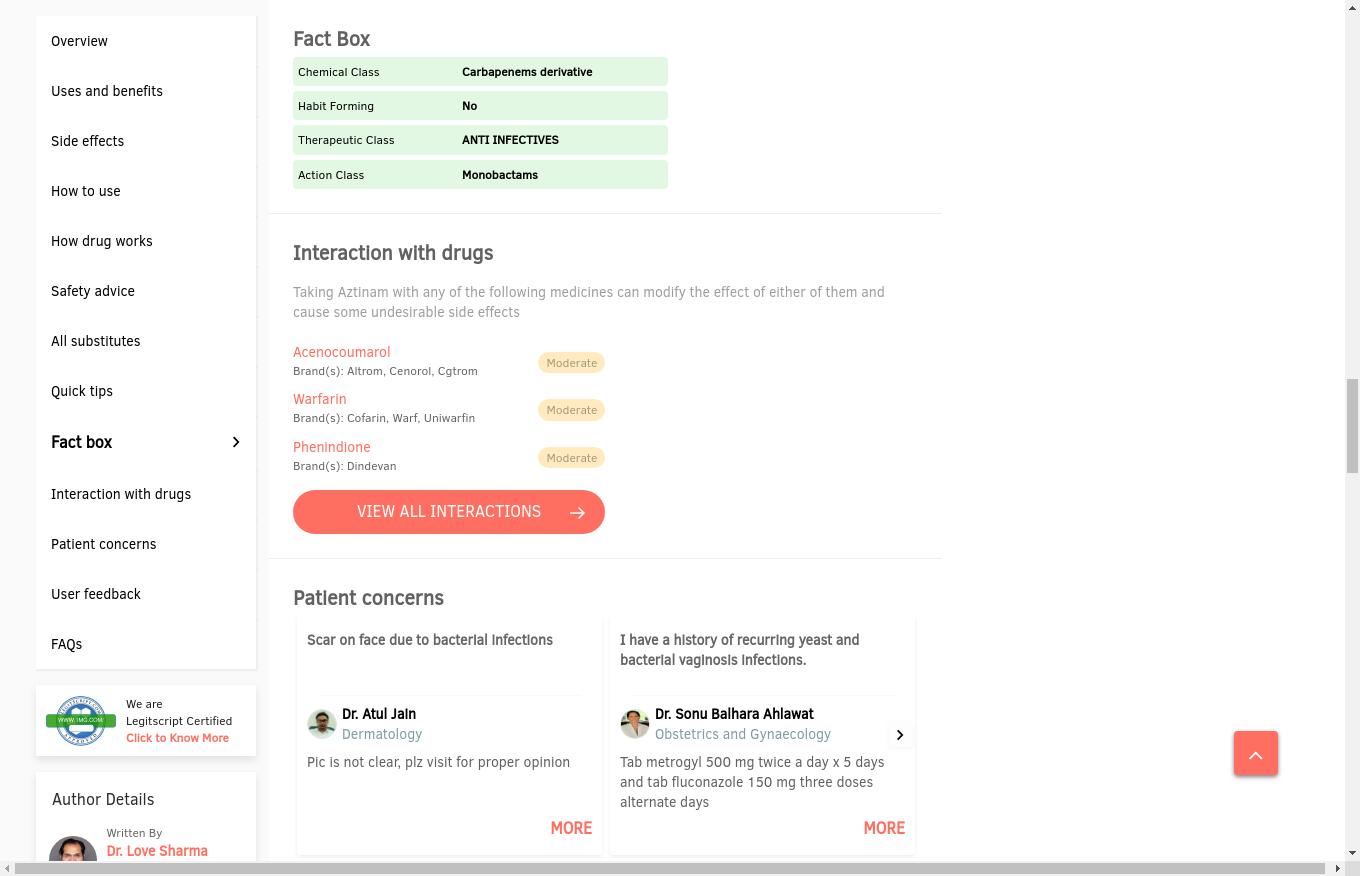 Overview
Uses and benefits
Side effects
How to use
How drug works
Safety advice
All substitutes
Quick tips
Fact box
Interaction with drugs
Patient concerns
User feedback
FAQs
WWW.1MG.COM
We are
Legitscript Certified
Click to Know More
Author Details
Written By
Dr. Love Sharma
Fact Box
Chemical Class Carbapenems derivative
Habit Forming No
Therapeutic Class ANTI INFECTIVES
Action Class Monobactams
Interaction with drugs
Taking Aztinam with any of the following medicines can modify the effect of either of them and
cause some undesirable side effects
Acenocoumarol
Brand(s): Altrom, Cenorol, Cgtrom
Moderate
Warfarin
Brand(s): Cofarin, Warf, Uniwarfin
Moderate
Phenindione
Brand(s): Dindevan
Moderate
VIEW ALL INTERACTIONS
Patient concerns
Scar on face due to bacterial infections
Dr. Atul Jain
Dermatology
Pic is not clear, plz visit for proper opinion
MORE
I have a history of recurring yeast and
bacterial vaginosis infections.
Dr. Sonu Balhara Ahlawat
Obstetrics and Gynaecology
Tab metrogyl 500 mg twice a day x 5 days
and tab fluconazole 150 mg three doses
alternate days
MORE